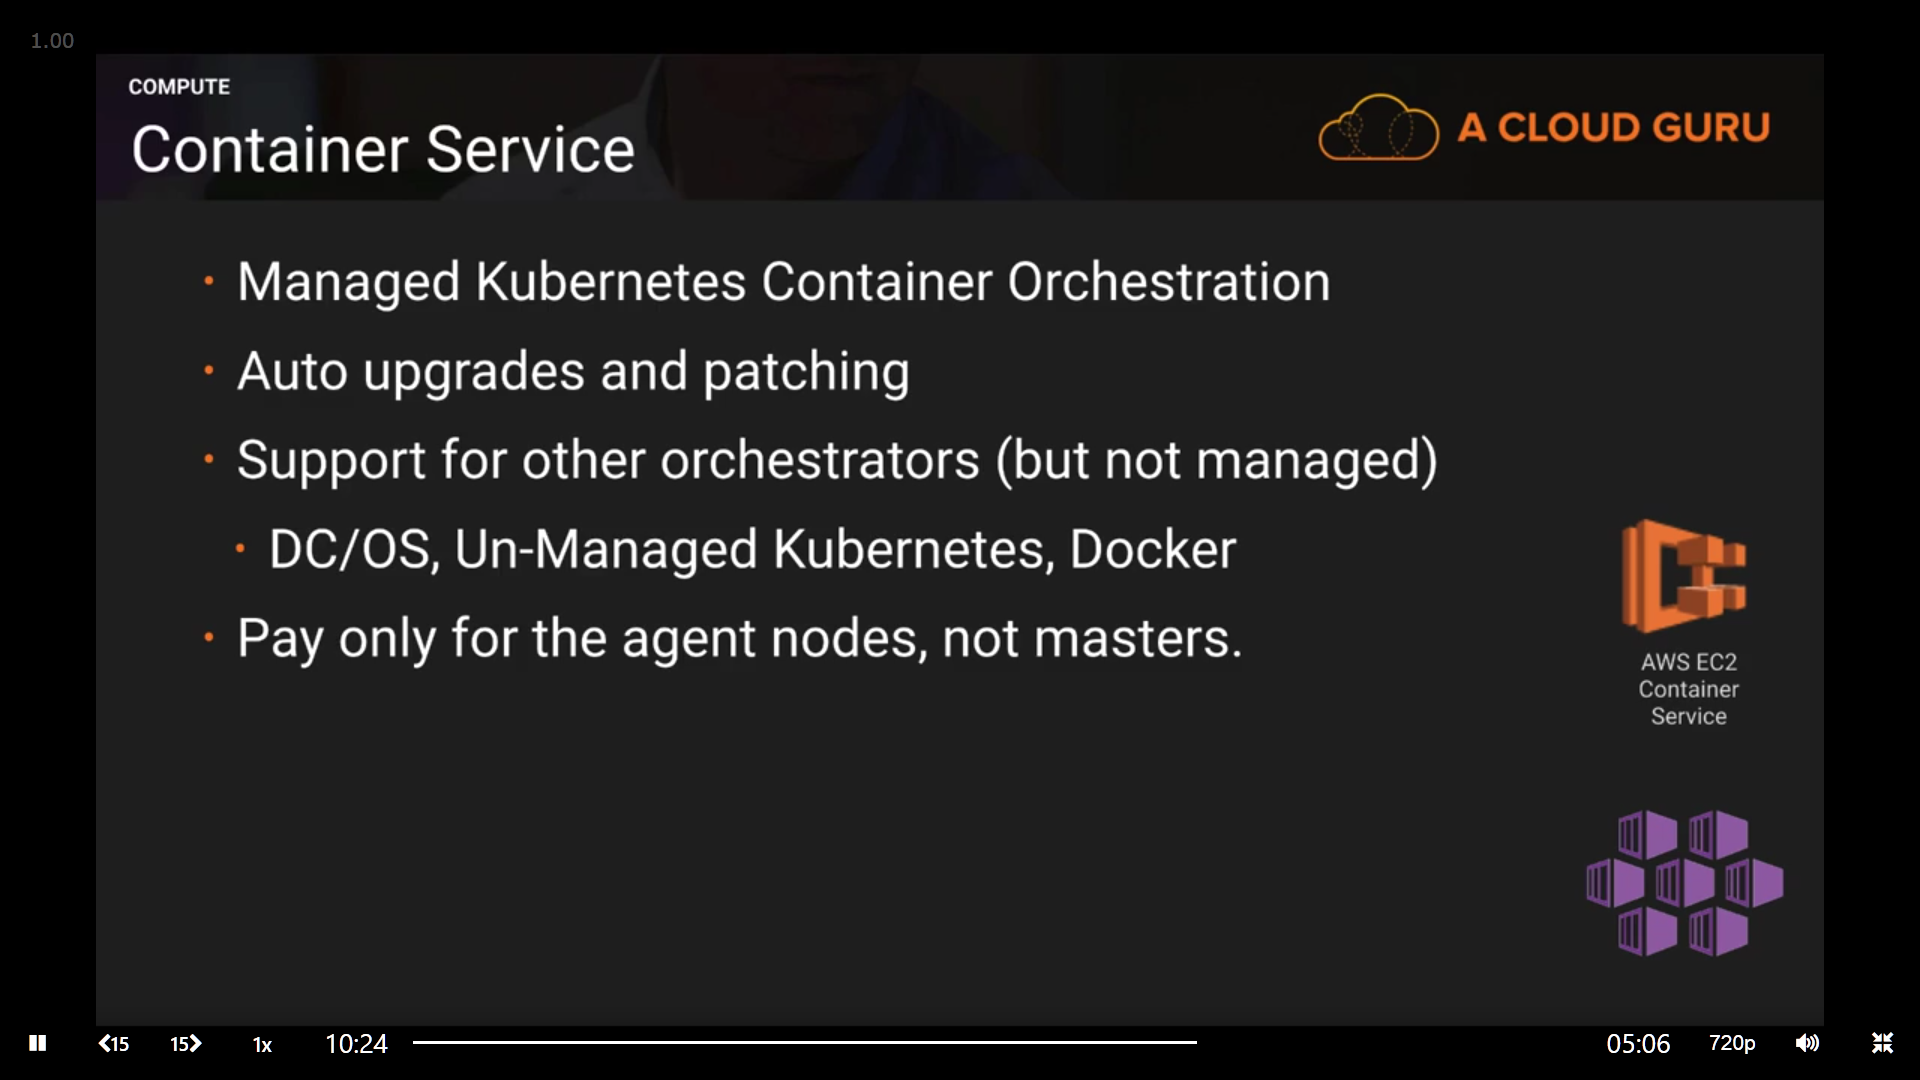 1.00
COMPUTE
Container Service
A CLOUD GURU
• Managed Kubernetes Container Orchestration
• Auto upgrades and patching
• Support for other orchestrators (but not managed)
• DC/OS, Un-Managed Kubernetes, Docker
• Pay only for the agent nodes, not masters.
AWS EC2
Container
Service
15
15
1x
10:24
05:06
720p